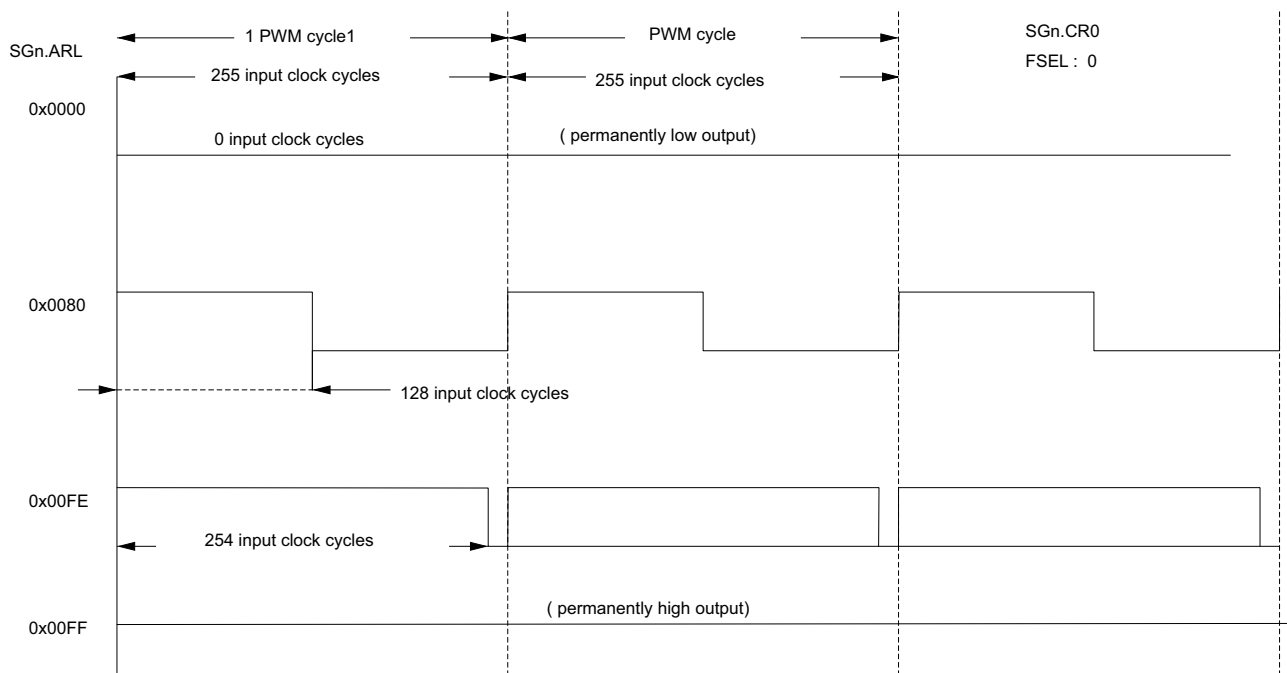 1 PWM cycle1
PWM cycle
SGn.CR0
SGn.ARL
FSEL : 0
255 input clock cycles
255 input clock cycles
0x0000
0 input clock cycles
( permanently low output)
0x0080
128 input clock cycles
0x00FE
254 input clock cycles
( permanently high output)
0x00FF